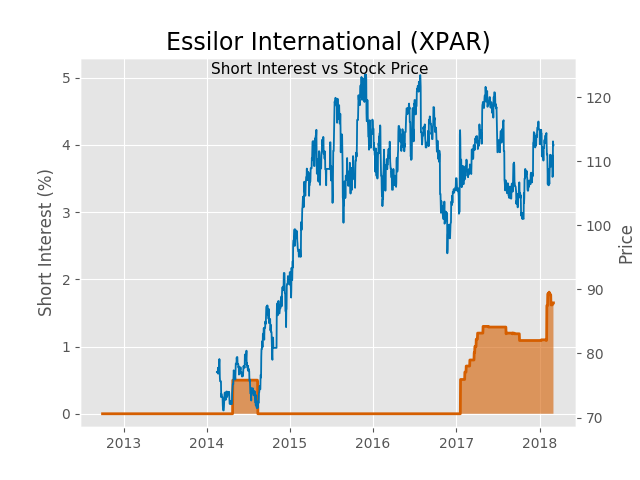 Essilor International (XPAR)
Short Interest vs Stock Price
Short Interest (%)
5
4
3
2
1
0
120
110
100
90
80
70
Price
2013 2014 2015 2016 2017 2018